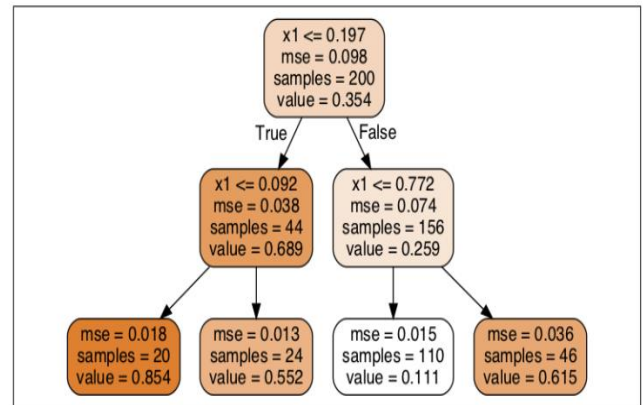 x1 <= 0.197
mse = 0.098
samples = 200
value = 0.354
True
False
x1 <= 0.092
mse = 0.038
samples = 44
value = 0.689
x1 <= 0.772
mse = 0.074
samples = 156
value = 0.259
mse = 0.018
samples = 20
value = 0.854
mse = 0.013
samples = 24
value = 0.552
mse = 0.015
samples = 110
value = 0.111
mse = 0.036
samples = 46
value = 0.615